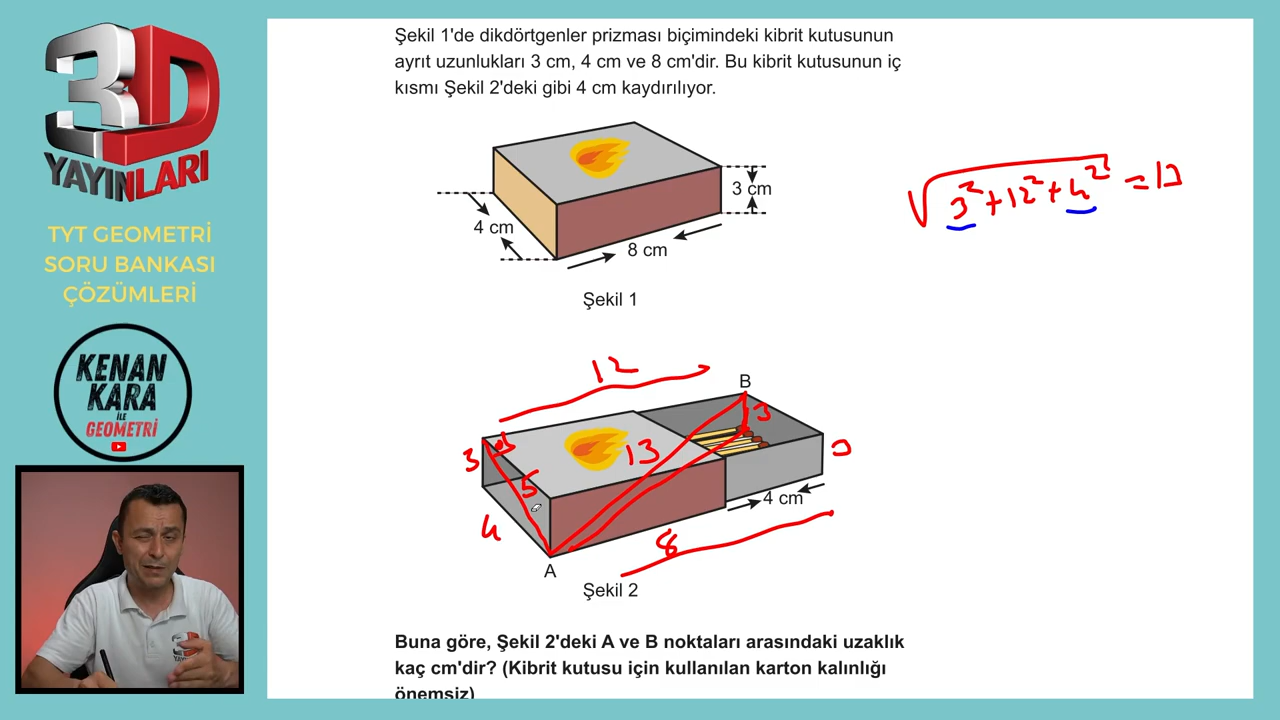 3D
YAYINLARI
TYT GEOMETRİ
SORU BANKASI
ÇÖZÜMLERİ
KENAN
KARA
İLE
GEOMETRİ
Şekil 1'de dikdörtgenler prizması biçimindeki kibrit kutusunun
ayrıt uzunlukları 3 cm, 4 cm ve 8 cm'dir. Bu kibrit kutusunun iç
kısmı Şekil 2'deki gibi 4 cm kaydırılıyor.
3 cm
4 cm
8 cm
Şekil 1
√3²+12²+4² = 13
12
B
3
3
13
5
4
4 cm
8
A
Şekil 2
Buna göre, Şekil 2'deki A ve B noktaları arasındaki uzaklık
kaç cm'dir? (Kibrit kutusu için kullanılan karton kalınlığı
önemsiz)